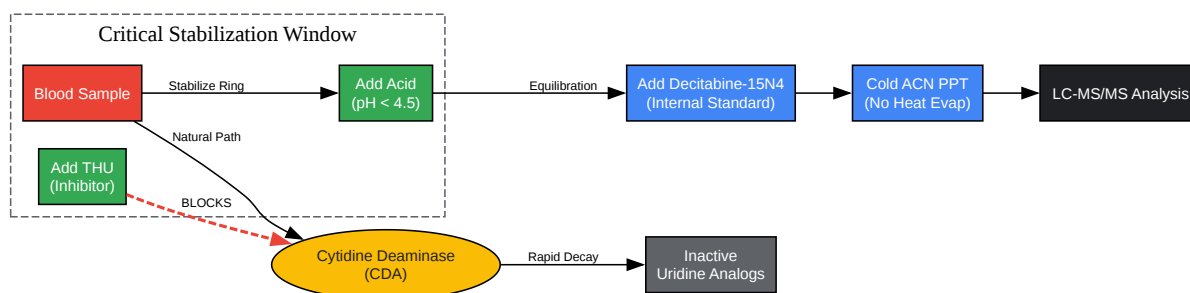 Critical Stabilization Window
Blood Sample
Stabilize Ring
Add Acid
(pH < 4.5)
Equilibration
Add Decitabine-15N4
(Internal Standard)
Cold ACN PPT
(No Heat Evap)
LC-MS/MS Analysis
Natural Path
Add THU
(Inhibitor)
BLOCKS
Cytidine Deaminase
(CDA)
Rapid Decay
Inactive
Uridine Analogs